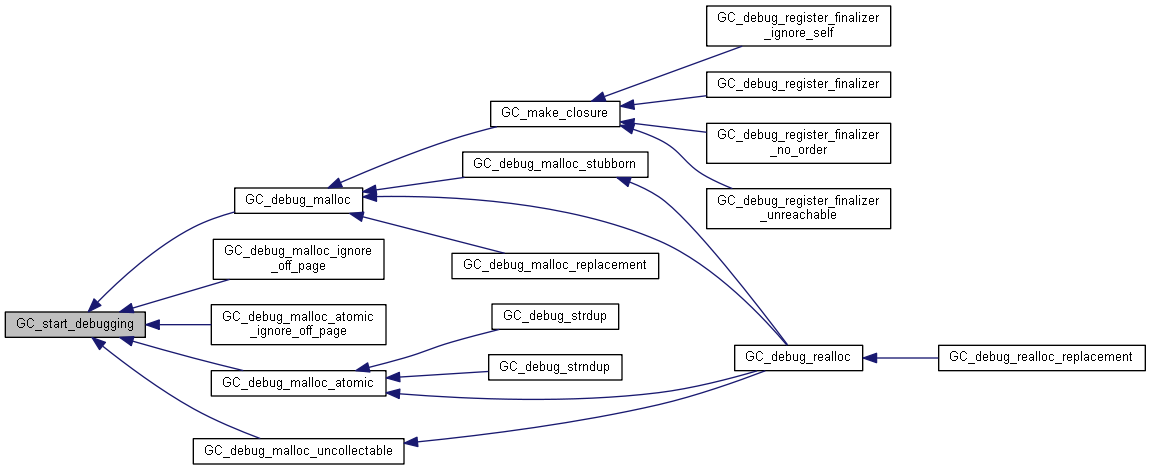 GC_debug_register_finalizer
_ignore_self
GC_debug_register_finalizer
GC_make_closure
GC_debug_register_finalizer
_no_order
GC_debug_malloc_stubborn
GC_debug_malloc
GC_debug_register_finalizer
_unreachable
GC_debug_malloc_ignore
_off_page
GC_debug_malloc_replacement
GC_start_debugging
GC_debug_malloc_atomic
_ignore_off_page
GC_debug_strdup
GC_debug_realloc
GC_debug_realloc_replacement
GC_debug_strndup
GC_debug_malloc_atomic
GC_debug_malloc_uncollectable